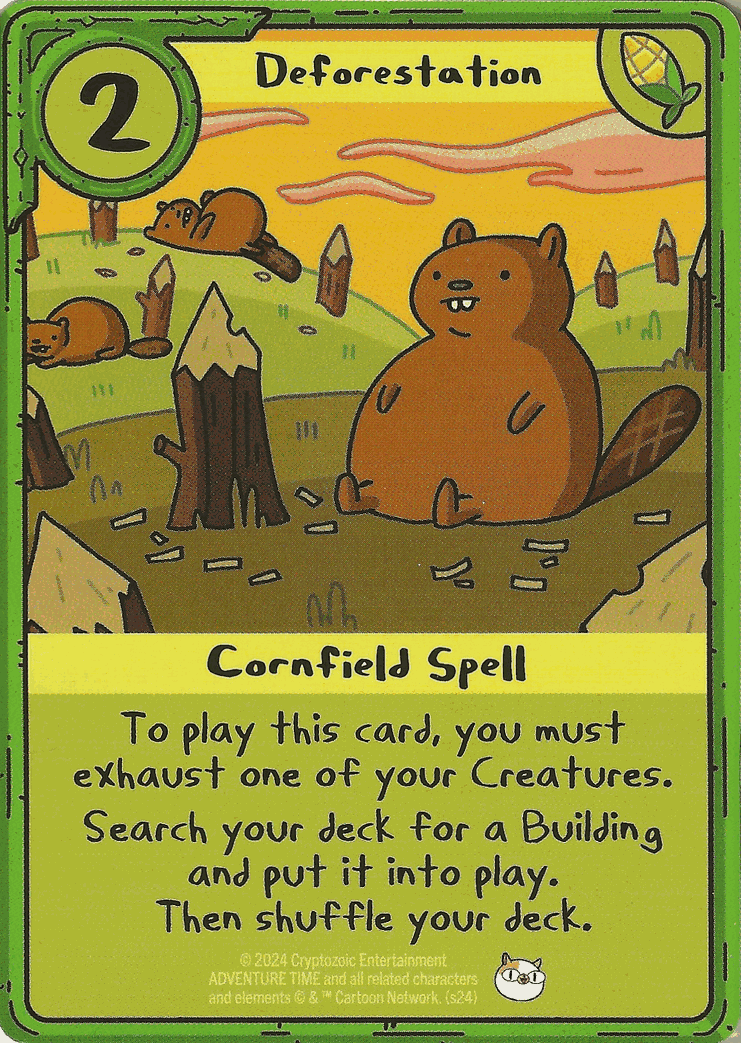 2
Deforestation
Cornfield Spell
To play this card, you must
exhaust one of your Creatures.
Search your deck for a Building
and put it into play.
Then shuffle your deck.
© 2024 Cryptozoic Entertainment
ADVENTURE TIME and all related characters
and elements © & ™ Cartoon Network. (s24)